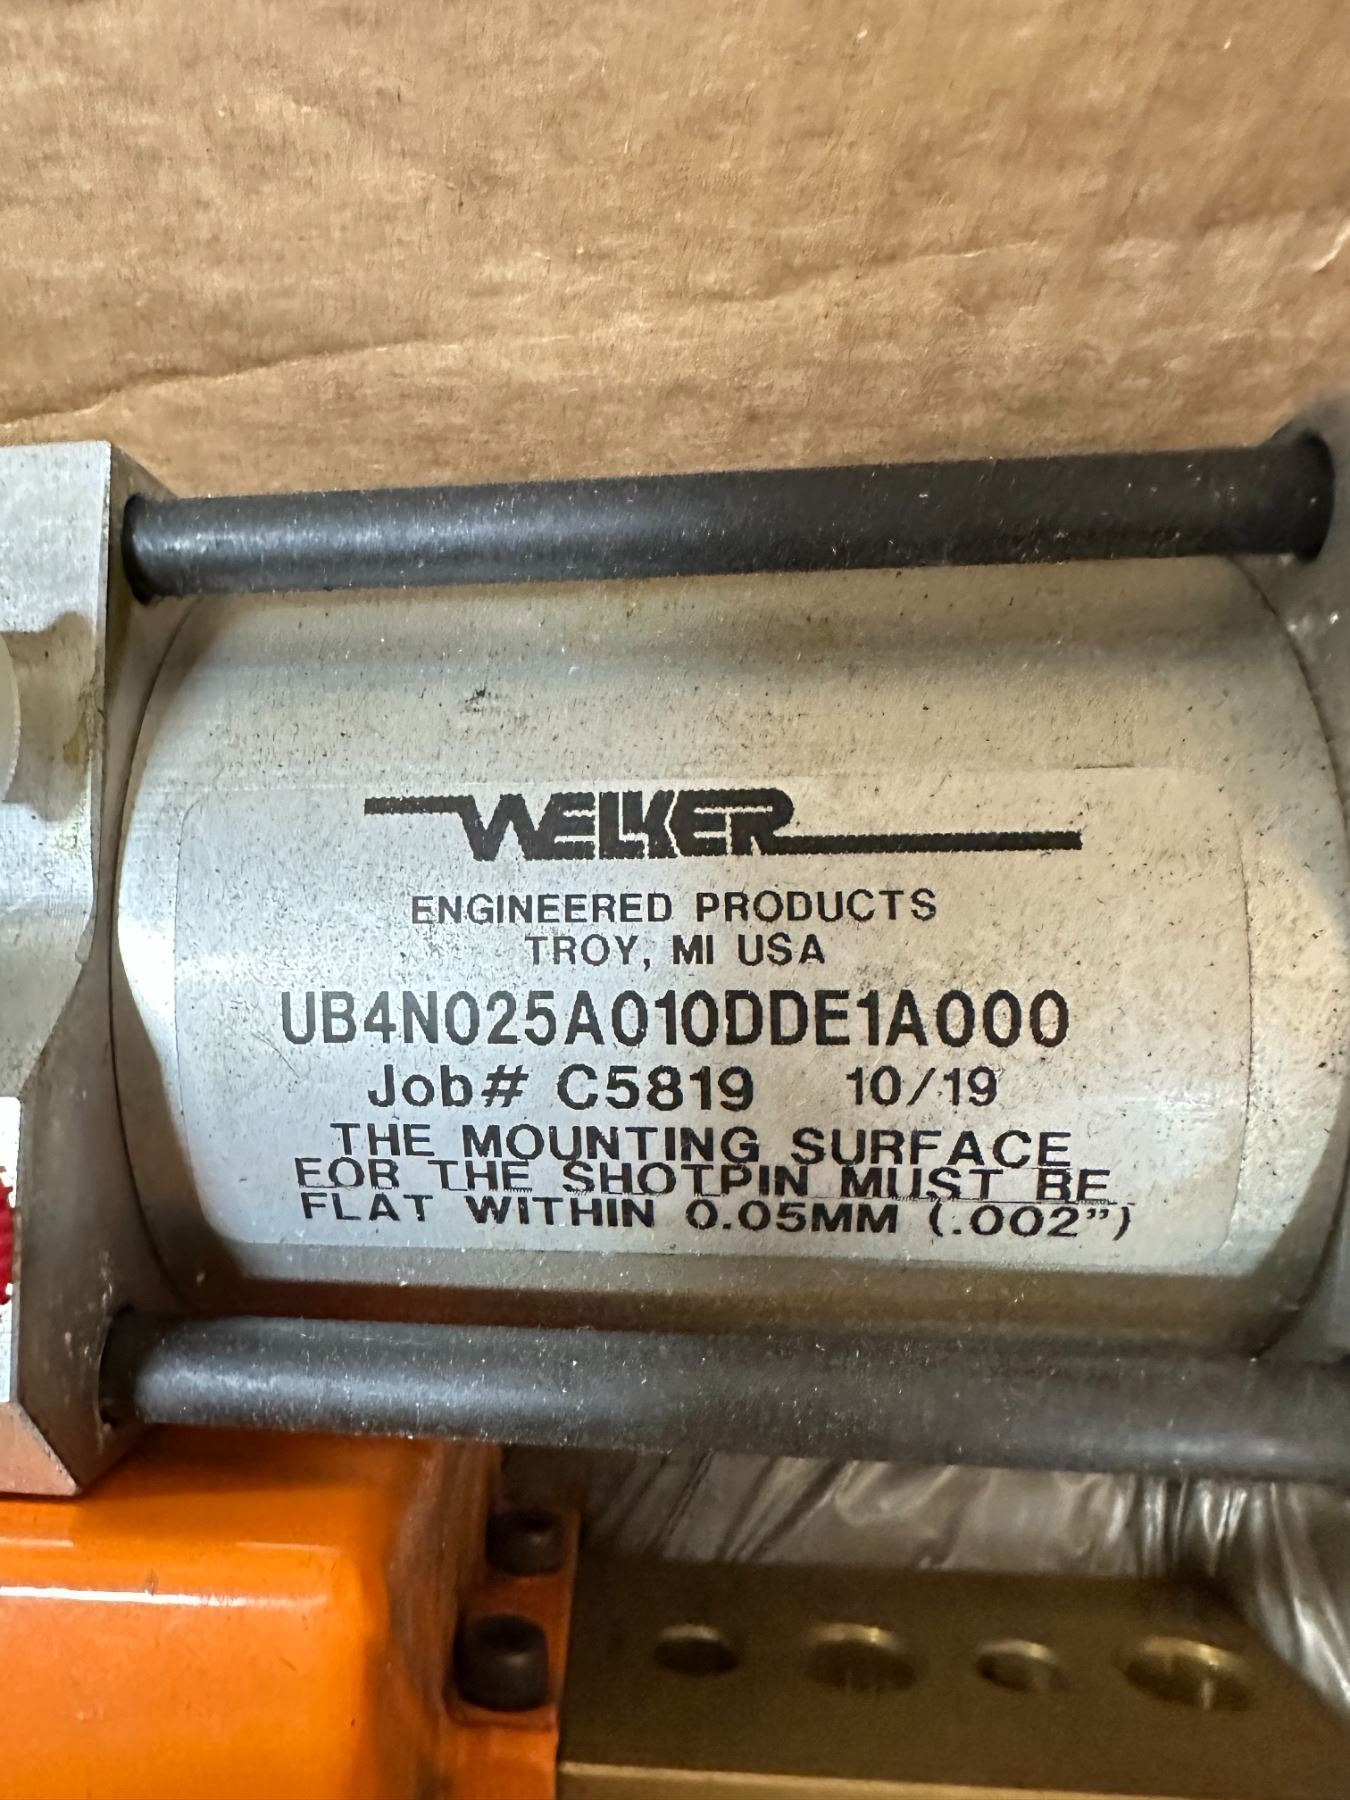 WELKER
ENGINEERED PRODUCTS
TROY, MI USA
UB4N025A010DDE1A000
Job# C5819 10/19
THE MOUNTING SURFACE
FOR THE SHOTPIN MUST BE
FLAT WITHIN 0.05MM (.002")